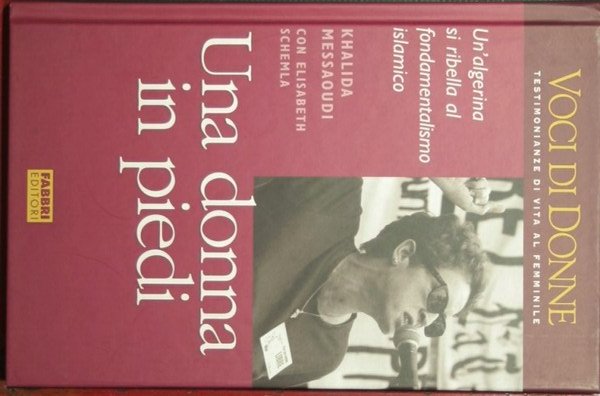 VOCI DI DONNE
TESTIMONIANZE DI VITA AL FEMMINILE
Un'algerina
si ribella al
fondamentalismo
islamico
KHALIDA
MESSAOUDI
CON ELISABETH
SCHEMLA
Una donna
in piedi
FABBRI
EDITORI